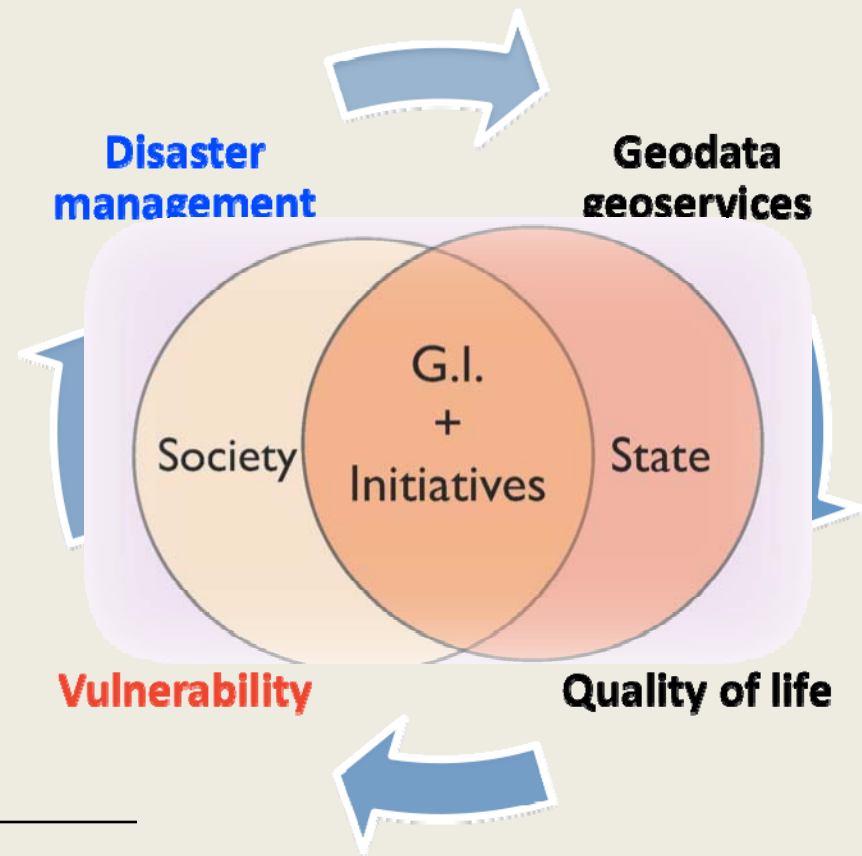 Disaster
management
Geodata
geoservices
Society
G.I.
+
Initiatives
State
Vulnerability
Quality of life